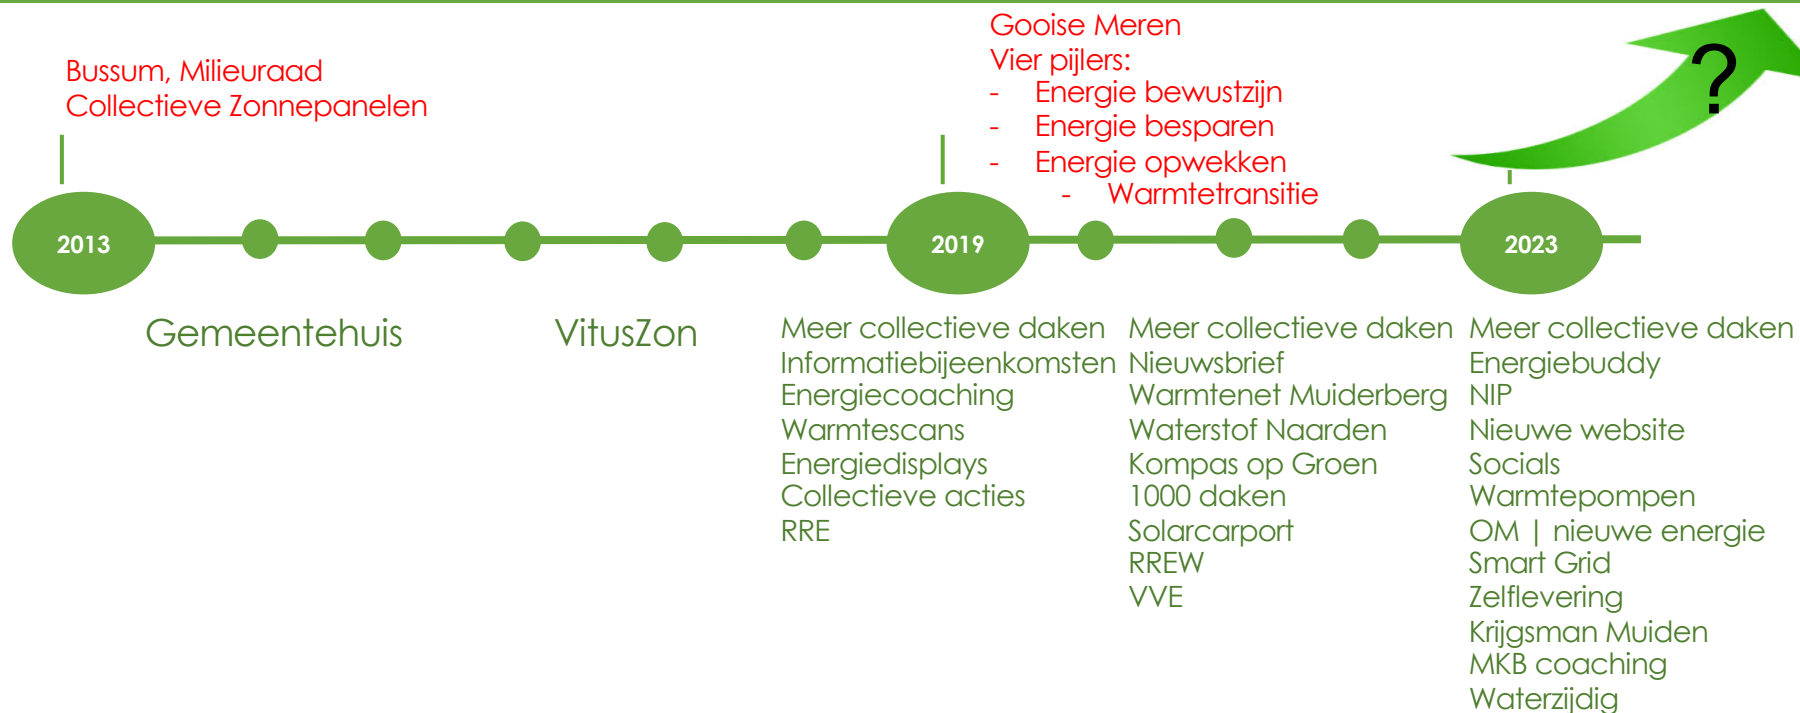 Bussum, Milieuraad
Collectieve Zonnepanelen
Gooise Meren
Vier pijlers:
- Energie bewustzijn
- Energie besparen
- Energie opwekken
- Warmtetransitie
?
2013
2019
2023
Gemeentehuis
VitusZon
Meer collectieve daken
Informatiebijeenkomsten
Energiecoaching
Warmtescans
Energiedisplays
Collectieve acties
RRE
Meer collectieve daken
Nieuwsbrief
Warmtenet Muiderberg
Waterstof Naarden
Kompas op Groen
1000 daken
Solarcarport
RREW
VVE
Meer collectieve daken
Energiebuddy
NIP
Nieuwe website
Socials
Warmtepompen
OM | nieuwe energie
Smart Grid
Zelflevering
Krijgsman Muiden
MKB coaching
Waterzijdig